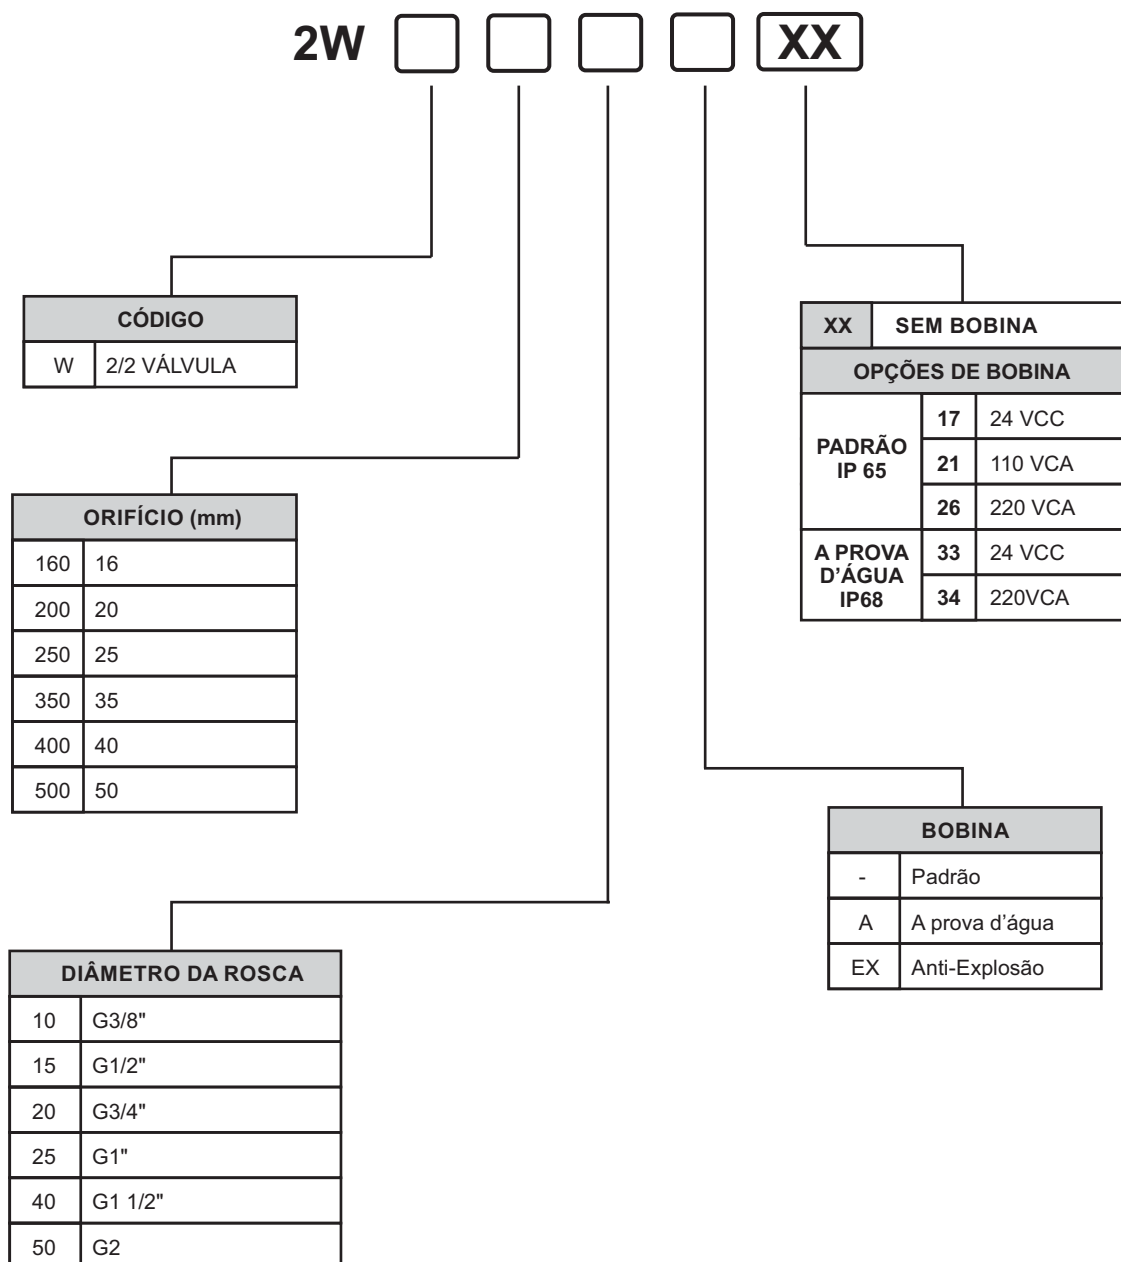 2W XX
CÓDIGO
W 2/2 VÁLVULA
ORIFÍCIO (mm)
160 16
200 20
250 25
350 35
400 40
500 50
DIÂMETRO DA ROSCA
10 G3/8"
15 G1/2"
20 G3/4"
25 G1"
40 G1 1/2"
50 G2
XX SEM BOBINA
OPÇÕES DE BOBINA
PADRÃO
IP 65
17 24 VCC
21 110 VCA
26 220 VCA
A PROVA
D’ÁGUA
IP68
33 24 VCC
34 220VCA
BOBINA
- Padrão
A A prova d’água
EX Anti-Explosão